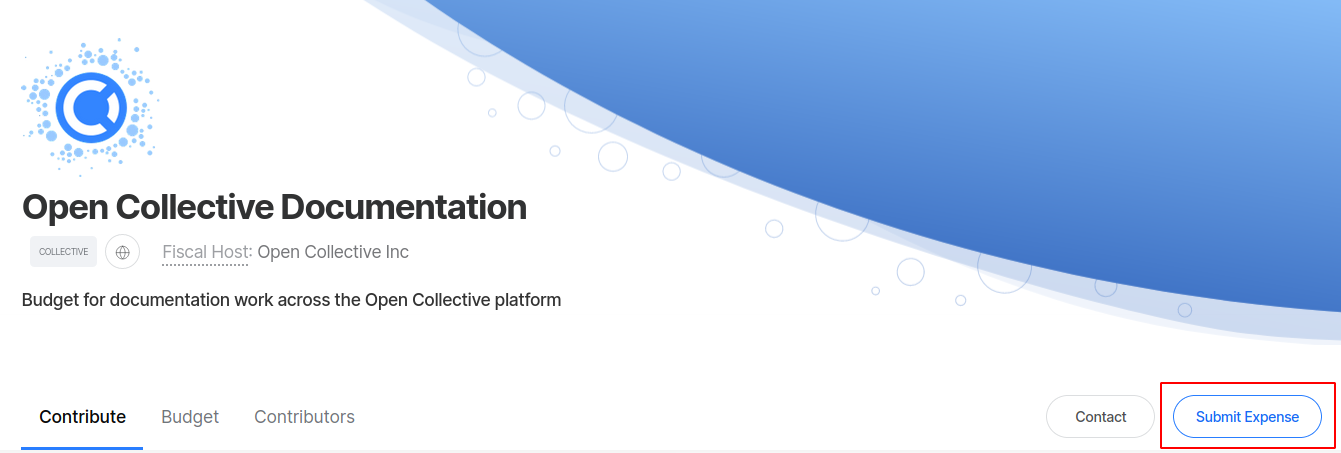 Open Collective Documentation
COLLECTIVE Fiscal Host: Open Collective Inc
Budget for documentation work across the Open Collective platform
Contribute Budget Contributors Contact Submit Expense